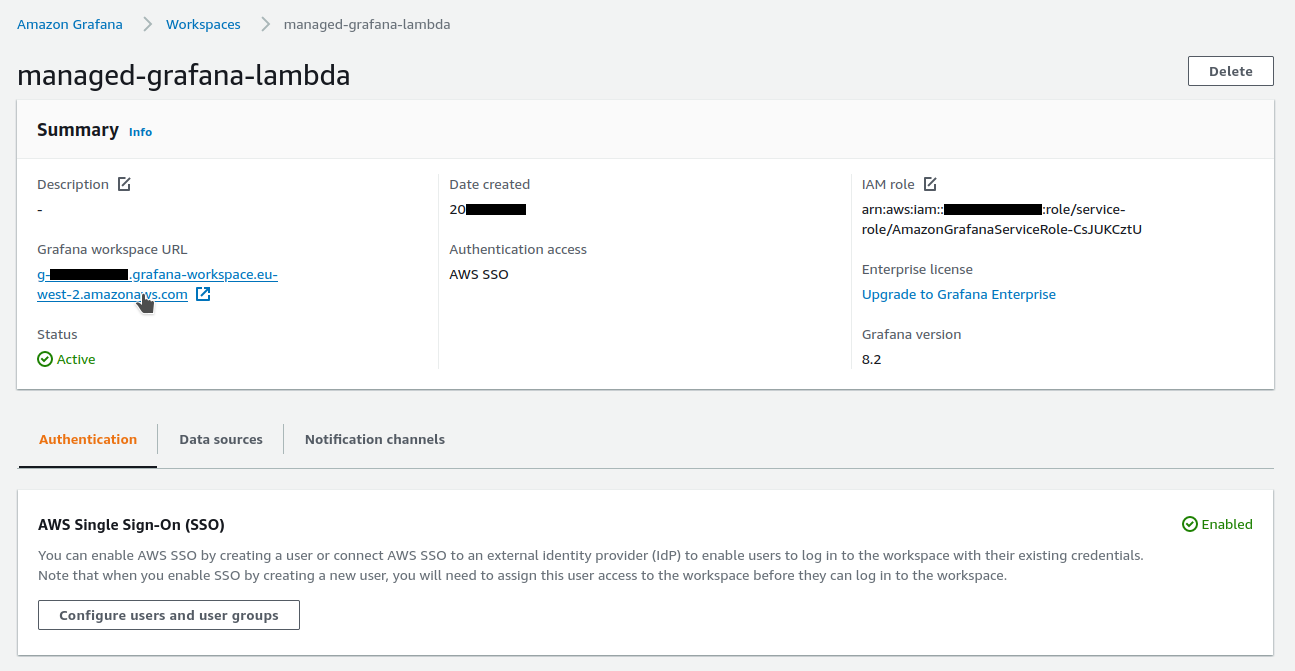 Amazon Grafana > Workspaces > managed-grafana-lambda
managed-grafana-lambda
Delete
Summary Info
Description
-
Grafana workspace URL
g- .grafana-workspace.eu-
west-2.amazonaws.com
Status
Active
Date created
20
Authentication access
AWS SSO
IAM role
arn:aws:iam:: :role/service-
role/AmazonGrafanaServiceRole-CsJUKCztU
Enterprise license
Upgrade to Grafana Enterprise
Grafana version
8.2
Authentication
Data sources
Notification channels
AWS Single Sign-On (SSO)
Enabled
You can enable AWS SSO by creating a user or connect AWS SSO to an external identity provider (IdP) to enable users to log in to the workspace with their existing credentials.
Note that when you enable SSO by creating a new user, you will need to assign this user access to the workspace before they can log in to the workspace.
Configure users and user groups